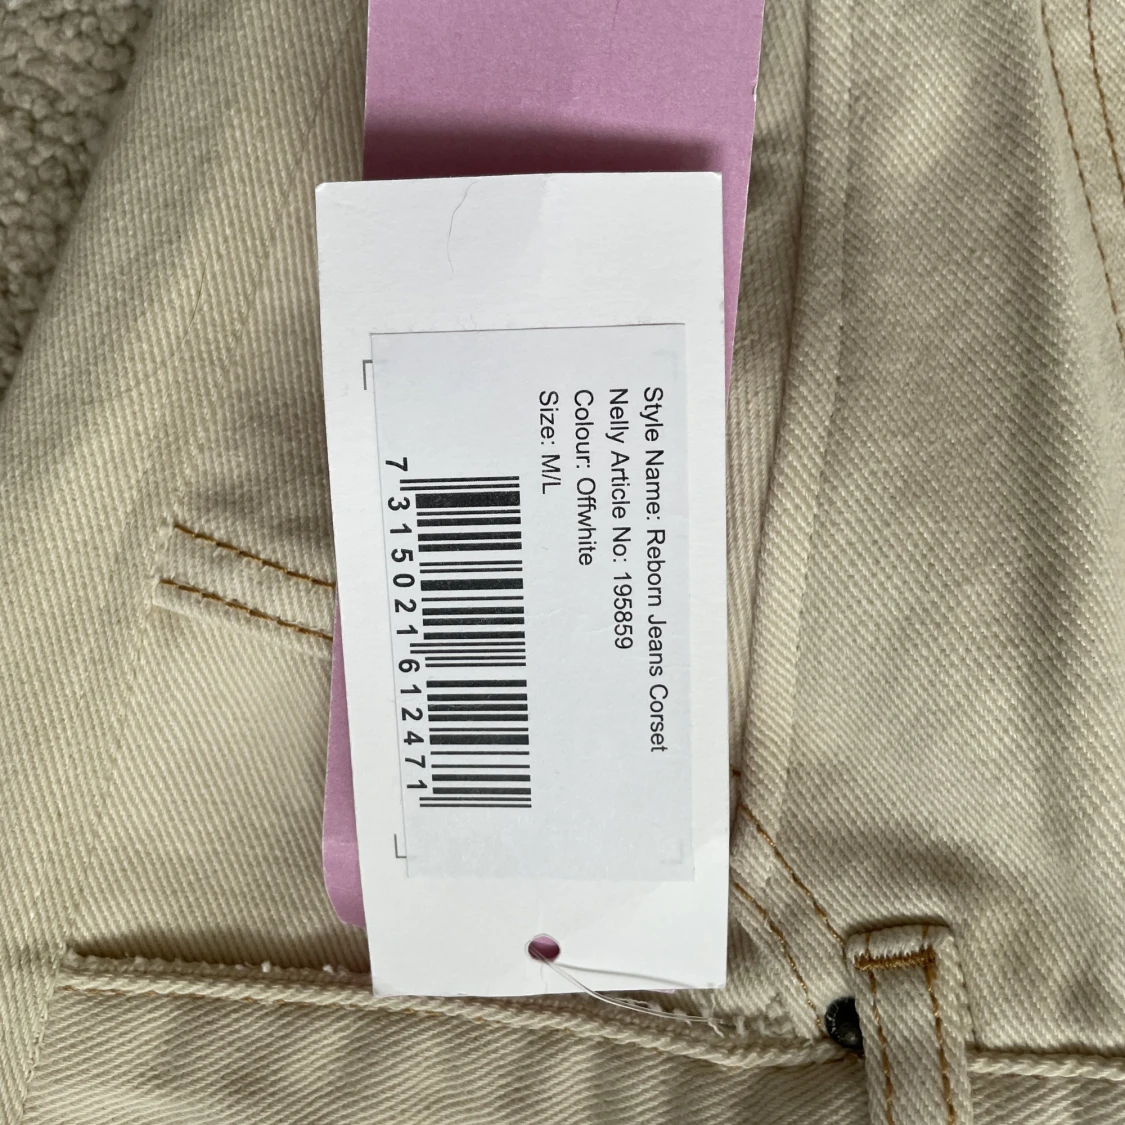 Style Name: Reborn Jeans Corset
Nelly Article No: 195859
Colour: Offwhite
Size: M/L
7 315021 612471